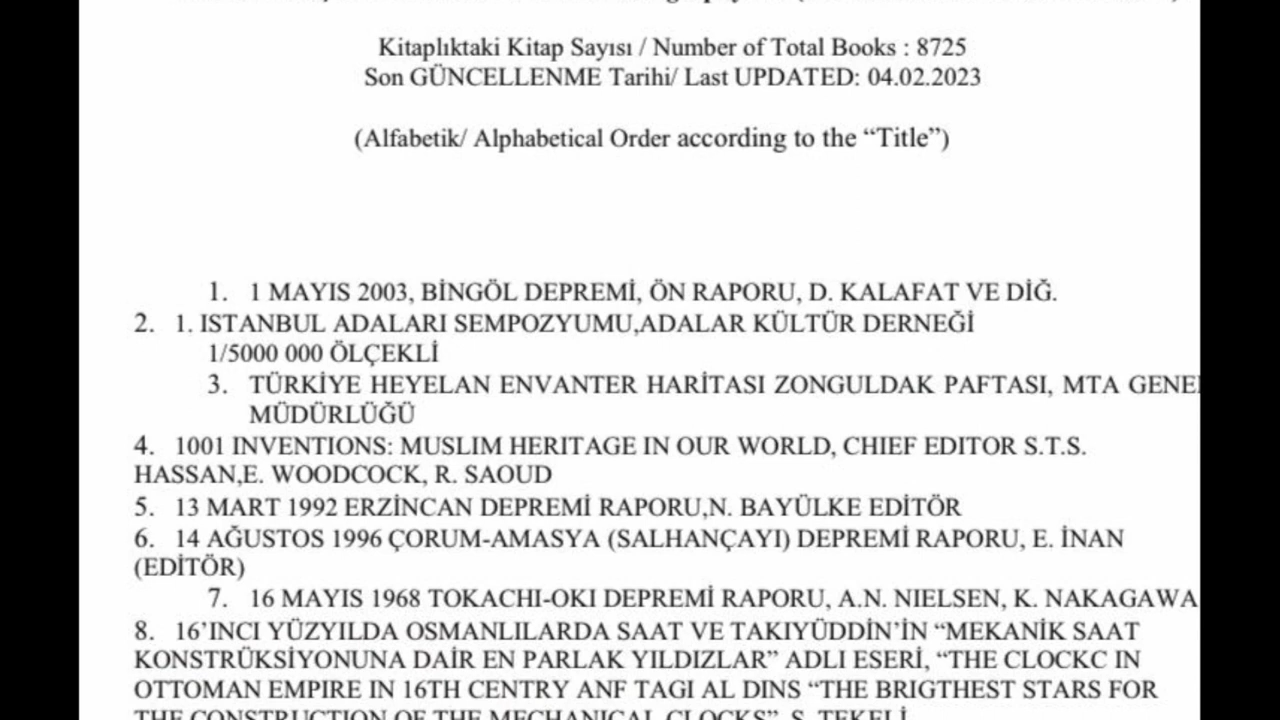 Kitaplıktaki Kitap Sayısı / Number of Total Books : 8725
Son GÜNCELLENME Tarihi/ Last UPDATED: 04.02.2023
(Alfabetik/ Alphabetical Order according to the “Title”)
1. 1 MAYIS 2003, BİNGÖL DEPREMİ, ÖN RAPORU, D. KALAFAT VE DİĞ.
2. 1. ISTANBUL ADALARI SEMPOZYUMU,ADALAR KÜLTÜR DERNEĞİ
1/5000 000 ÖLÇEKLİ
3. TÜRKİYE HEYELAN ENVANTER HARİTASI ZONGULDAK PAFTASI, MTA
MÜDÜRLÜĞÜ
4. 1001 INVENTIONS: MUSLIM HERITAGE IN OUR WORLD, CHIEF EDITOR S.T.S.
HASSAN,E. WOODCOCK, R. SAOUD
5. 13 MART 1992 ERZİNCAN DEPREMİ RAPORU,N. BAYÜLKE EDİTÖR
6. 14 AĞUSTOS 1996 ÇORUM-AMASYA (SALHANÇAYI) DEPREMİ RAPORU, E. İNAN
(EDİTÖR)
7. 16 MAYIS 1968 TOKACHI-OKI DEPREMİ RAPORU, A.N. NIELSEN, K. NAKAGAWA
8. 16’INCI YÜZYILDA OSMANLILARDA SAAT VE TAKIYÜDDİN’İN “MEKANİK SAAT
KONSTRÜKSİYONUNA DAİR EN PARLAK YILDIZLAR” ADLI ESERİ, “THE CLOCKC IN
OTTOMAN EMPIRE IN 16TH CENTRY ANF TAGI AL DINS “THE BRIGTHEST STARS FOR
THE CONSTRUCTION OF THE MECHANICAL CLOCKS”, S. TEKELİ